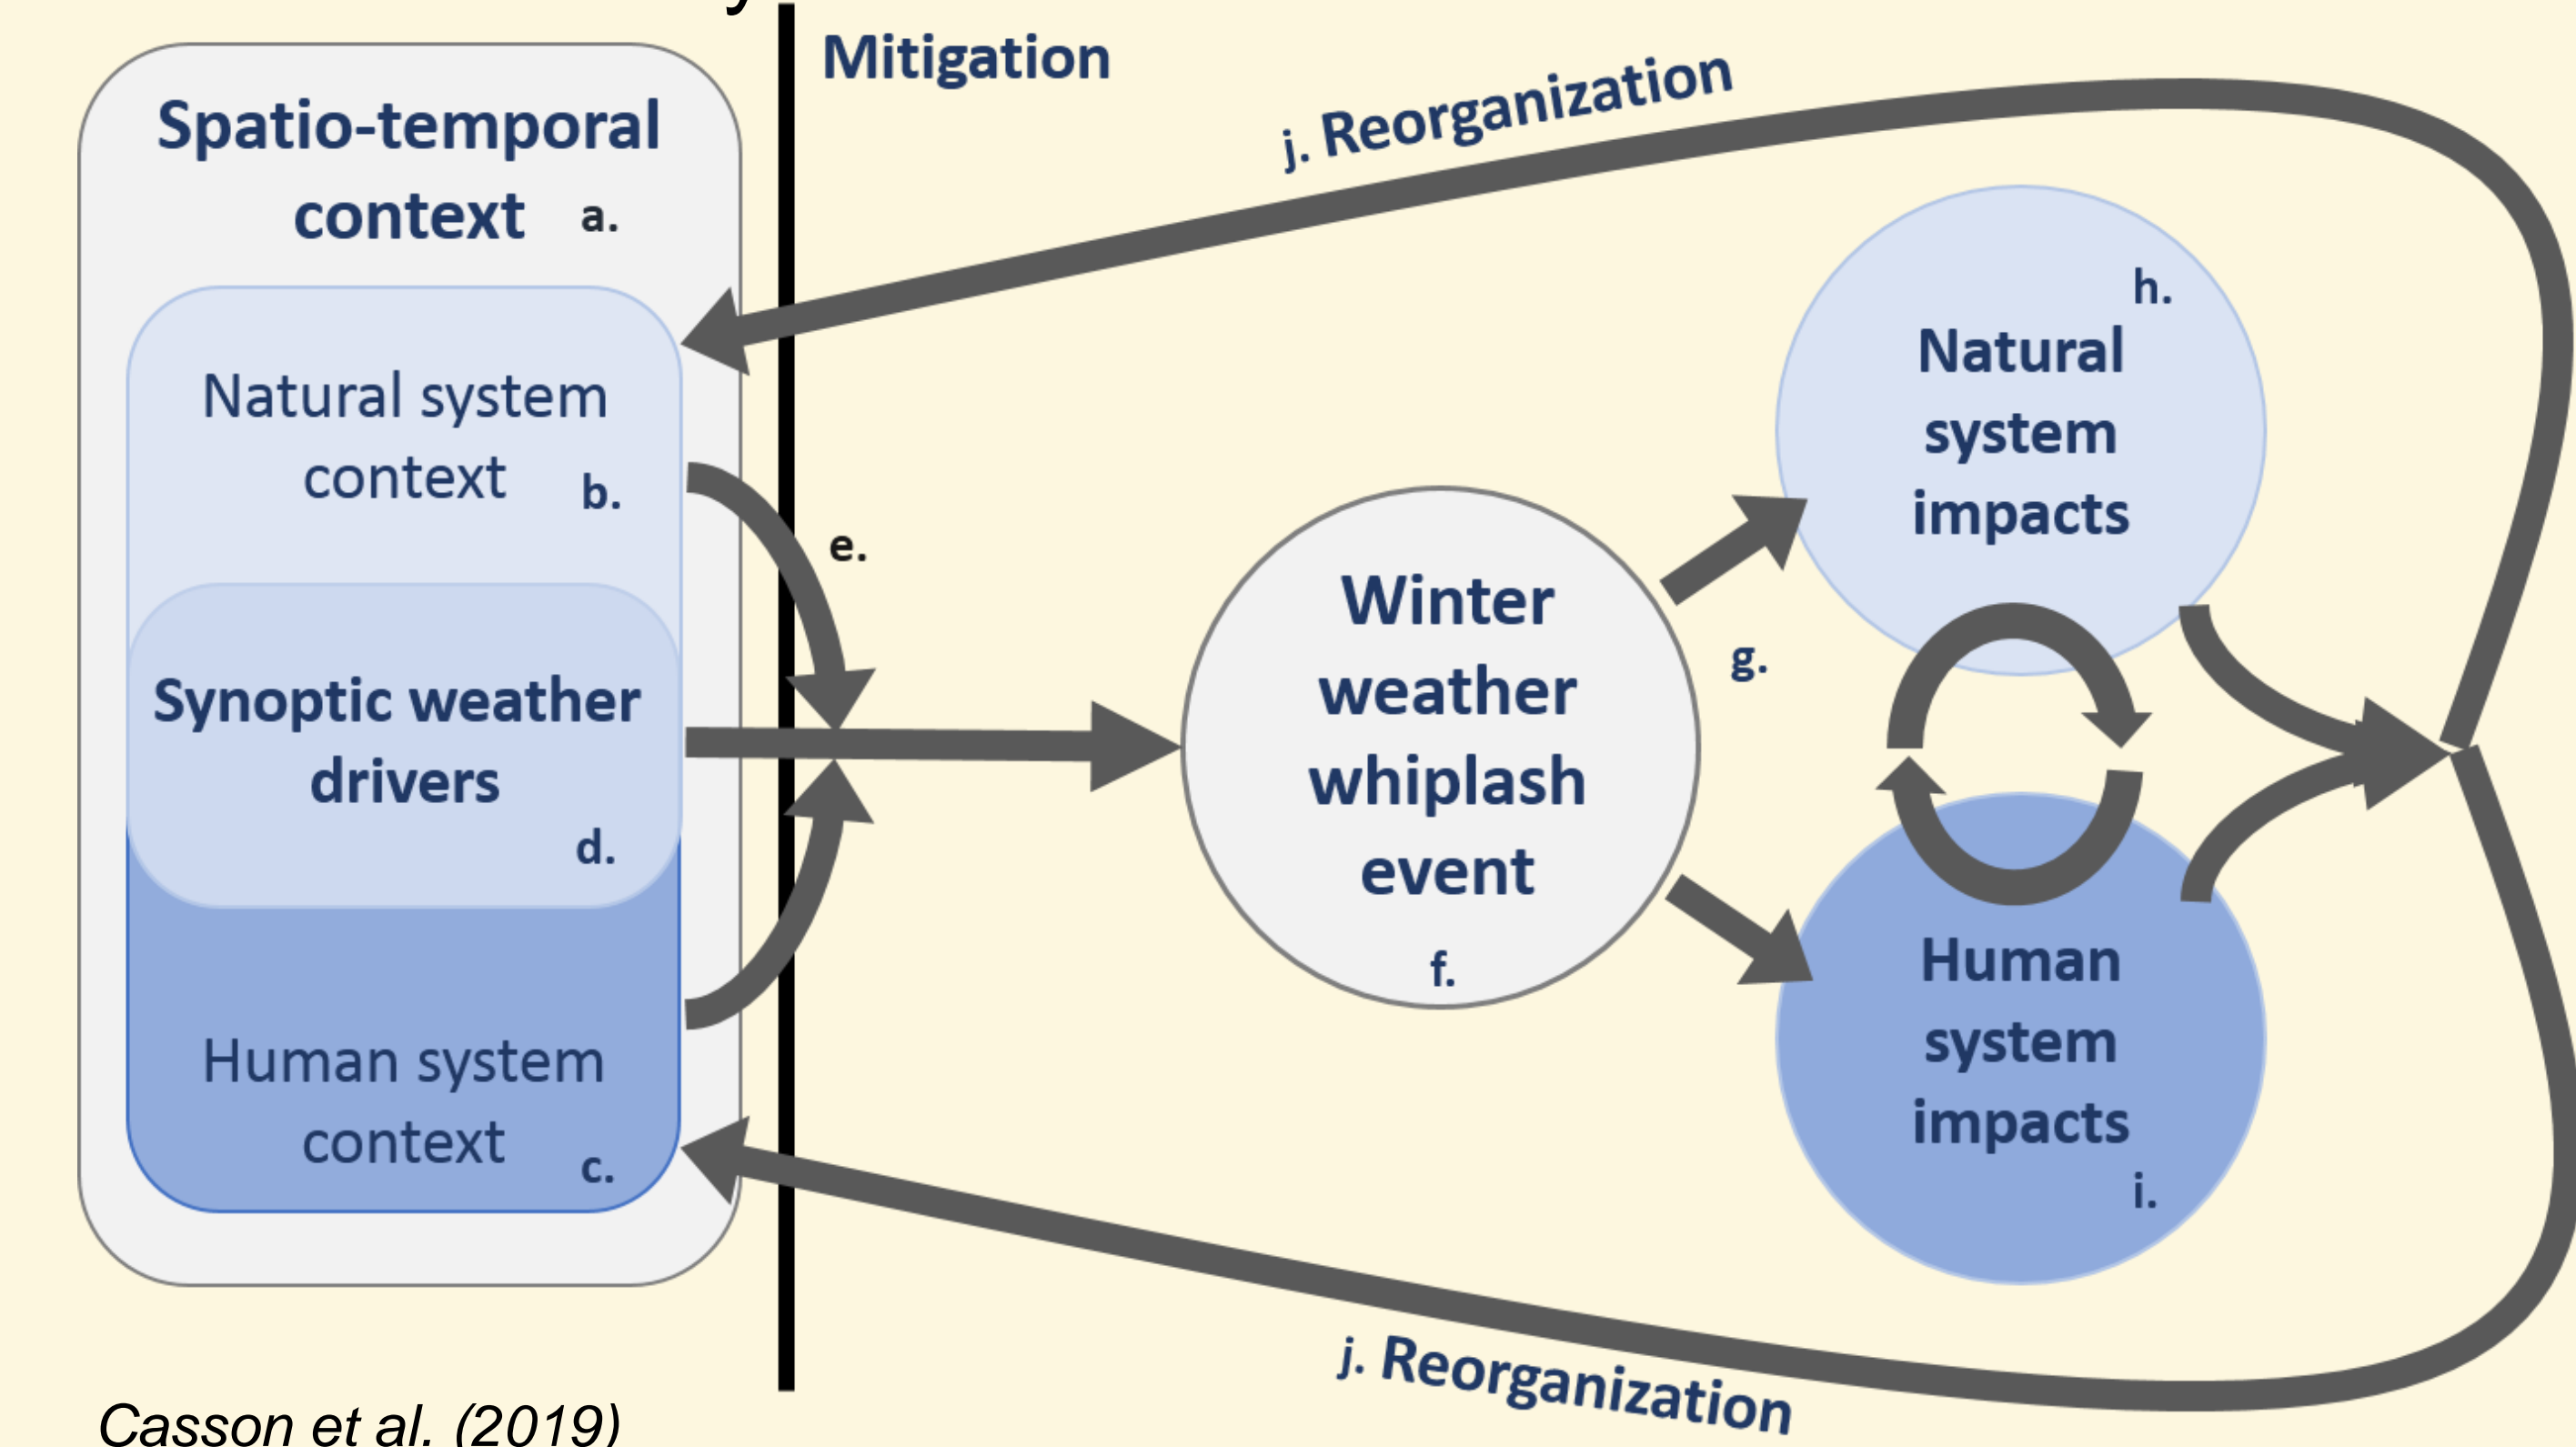 Mitigation
Spatio-temporal
context a.
Natural system
context b.
Synoptic weather
drivers
d.
Human system
context c.
e.
Winter
weather
whiplash
event
f.
g.
h.
Natural
system
impacts
Human
system
impacts
i.
j. Reorganization
j. Reorganization
Casson et al. (2019)